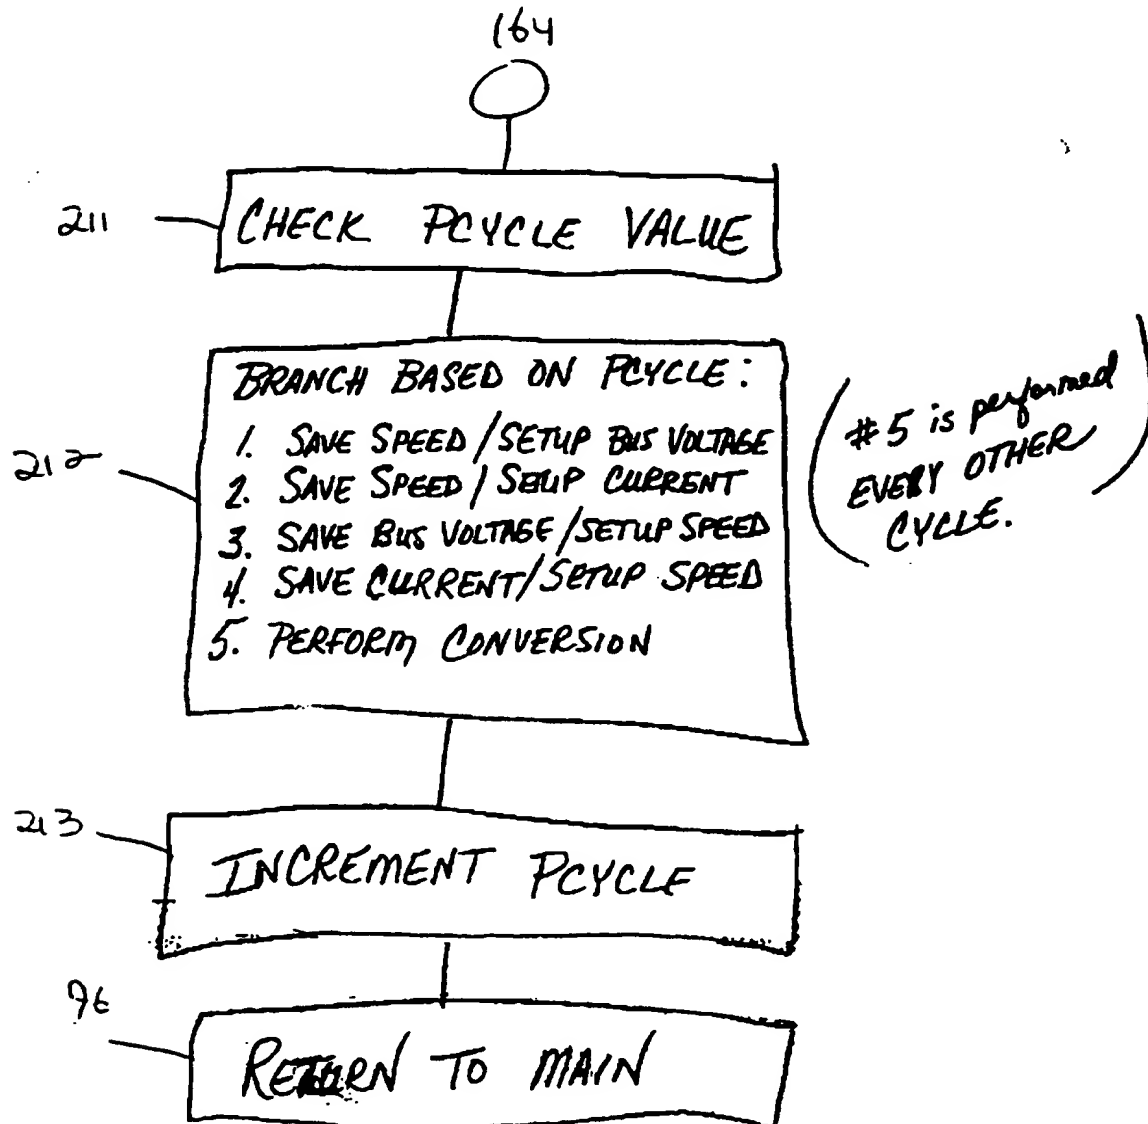 164
211
CHECK PCYCLE VALUE
212
BRANCH BASED ON PCYCLE:
1. SAVE SPEED/SETUP BUS VOLTAGE
2. SAVE SPEED/SETUP CURRENT
3. SAVE BUS VOLTAGE/SETUP SPEED
4. SAVE CURRENT/SETUP SPEED
5. PERFORM CONVERSION
(#5 is performed
EVERY OTHER
CYCLE.)
213
INCREMENT PCYCLE
RETURN TO MAIN